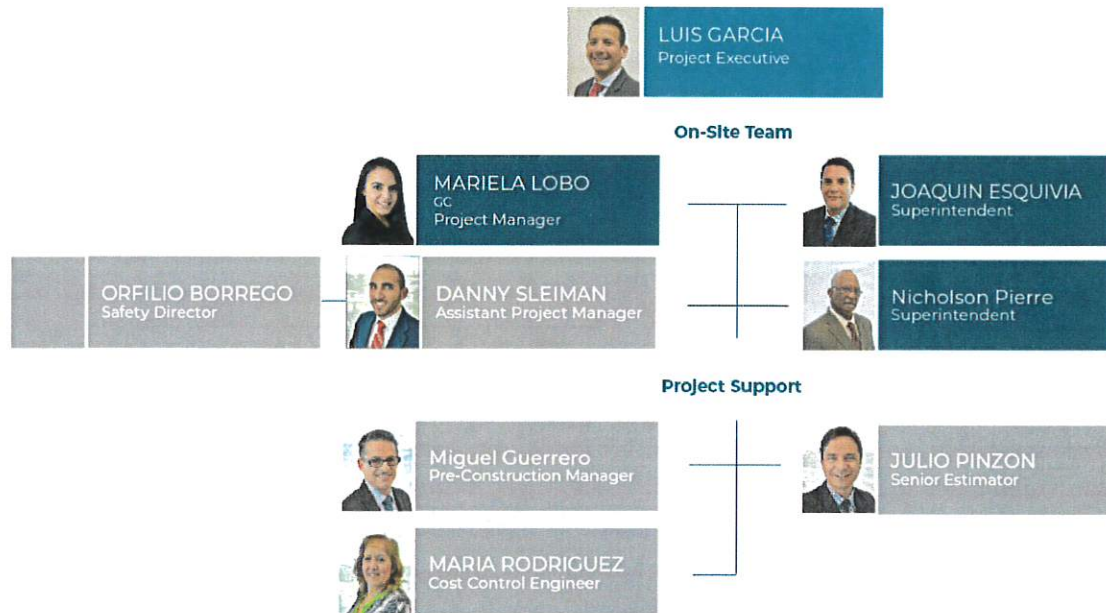 LUIS GARCIA
Project Executive
On-Site Team
MARIELA LOBO
GC
Project Manager
JOAQUIN ESQUIVIA
Superintendent
ORFILIO BORREGO
Safety Director
DANNY SLEIMAN
Assistant Project Manager
Nicholson Pierre
Superintendent
Project Support
Miguel Guerrero
Pre-Construction Manager
JULIO PINZON
Senior Estimator
MARIA RODRIGUEZ
Cost Control Engineer